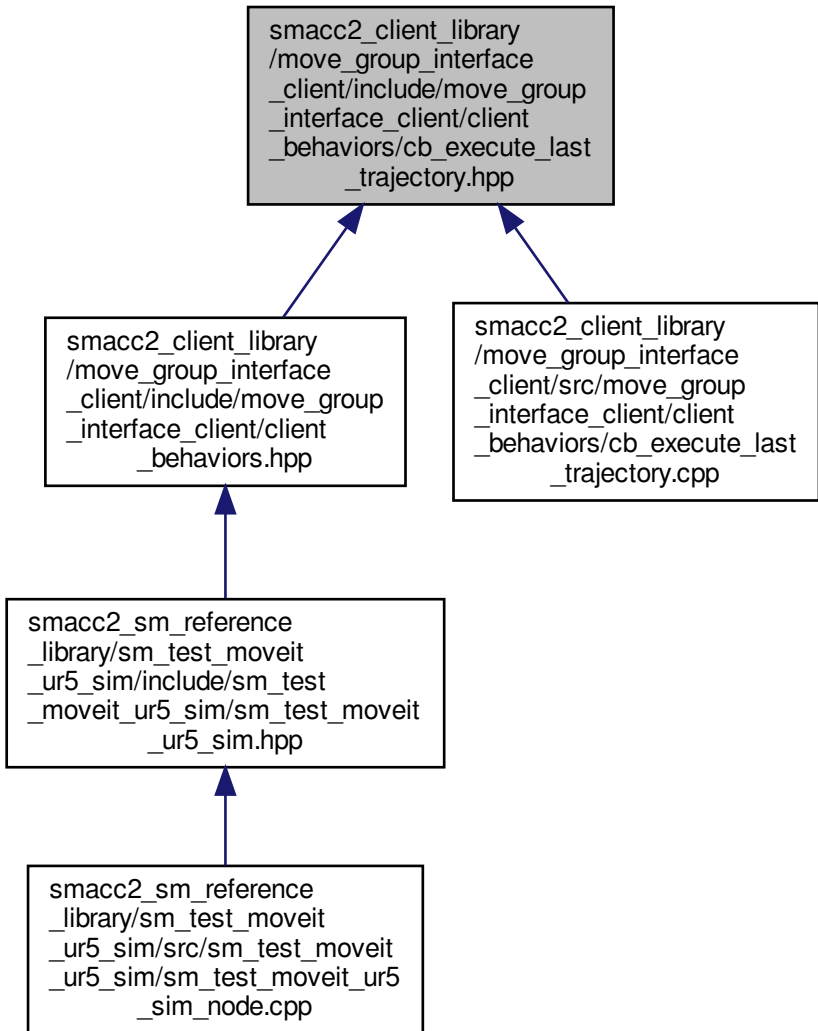 smacc2_client_library
/move_group_interface
_client/include/move_group
_interface_client/client
_behaviors/cb_execute_last
_trajectory.hpp
smacc2_client_library
/move_group_interface
_client/include/move_group
_interface_client/client
_behaviors.hpp
smacc2_client_library
/move_group_interface
_client/src/move_group
_interface_client/client
_behaviors/cb_execute_last
_trajectory.cpp
smacc2_sm_reference
_library/sm_test_moveit
_ur5_sim/include/sm_test
_moveit_ur5_sim/sm_test_moveit
_ur5_sim.hpp
smacc2_sm_reference
_library/sm_test_moveit
_ur5_sim/src/sm_test_moveit
_ur5_sim/sm_test_moveit_ur5
_sim_node.cpp